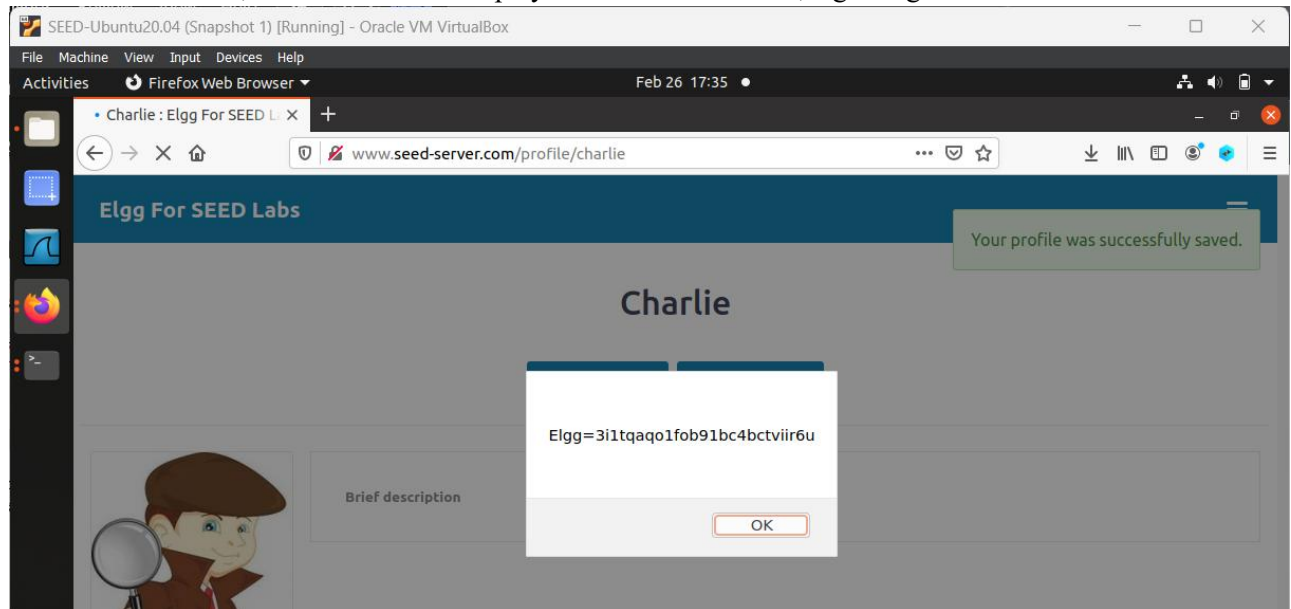 SEED-Ubuntu20.04 (Snapshot 1) [Running] - Oracle VM VirtualBox
File Machine View Input Devices Help
Activities Firefox Web Browser Feb 26 17:35
Charlie : Elgg For SEED L
www.seed-server.com/profile/charlie
Elgg For SEED Labs
Your profile was successfully saved.
Charlie
Elgg=3i1tqaqo1fob91bc4bctviir6u
Brief description
OK